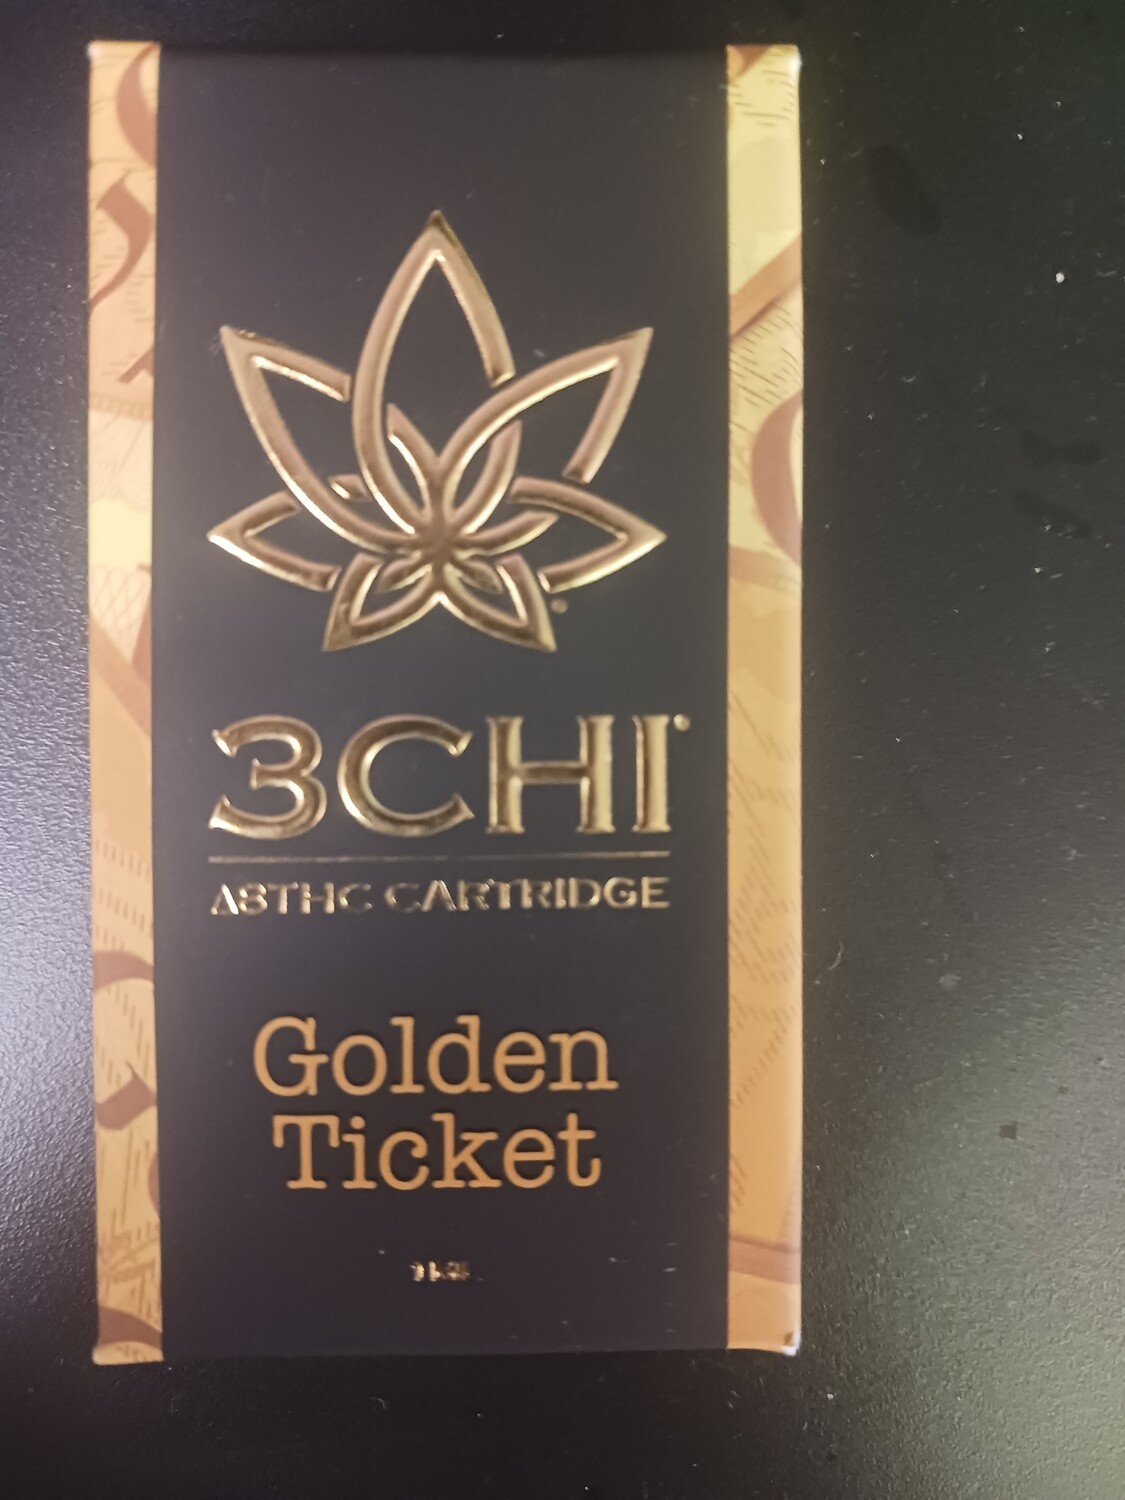 3CHI®
Δ8THC CARTRIDGE
Golden
Ticket